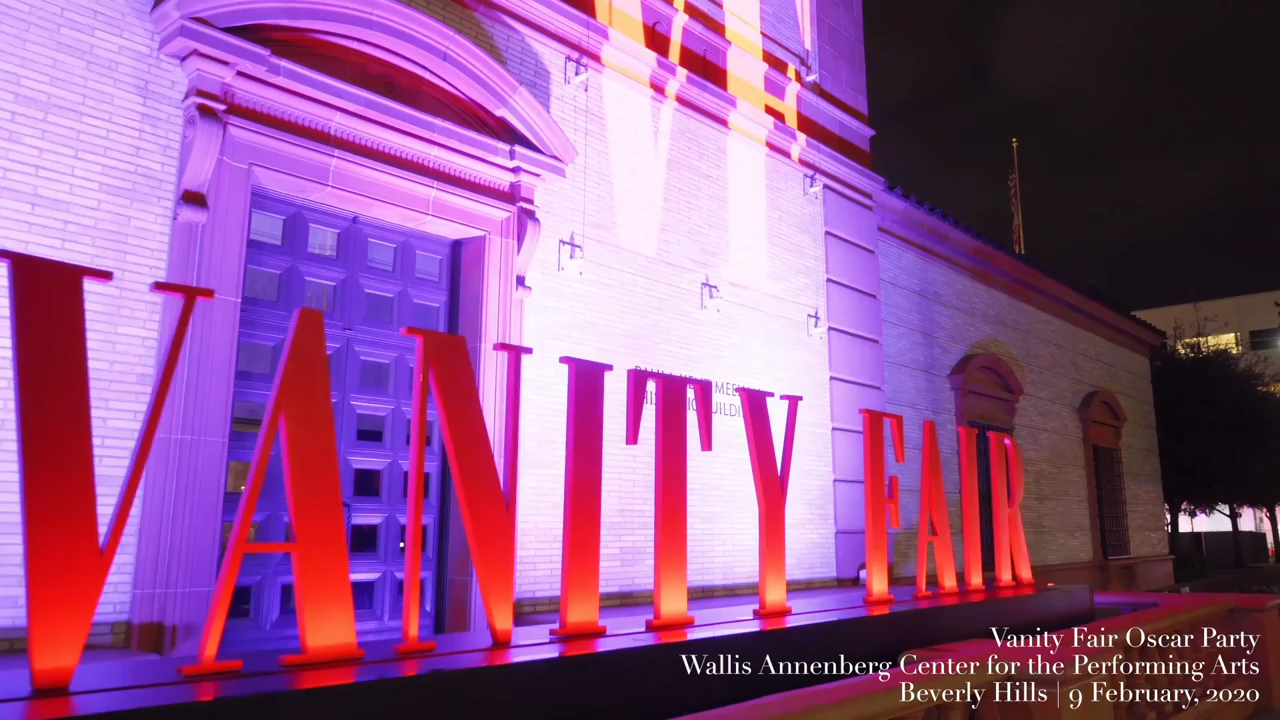 VANITY FAIR
Vanity Fair Oscar Party
Wallis Annenberg Center for the Performing Arts
Beverly Hills | 9 February, 2020